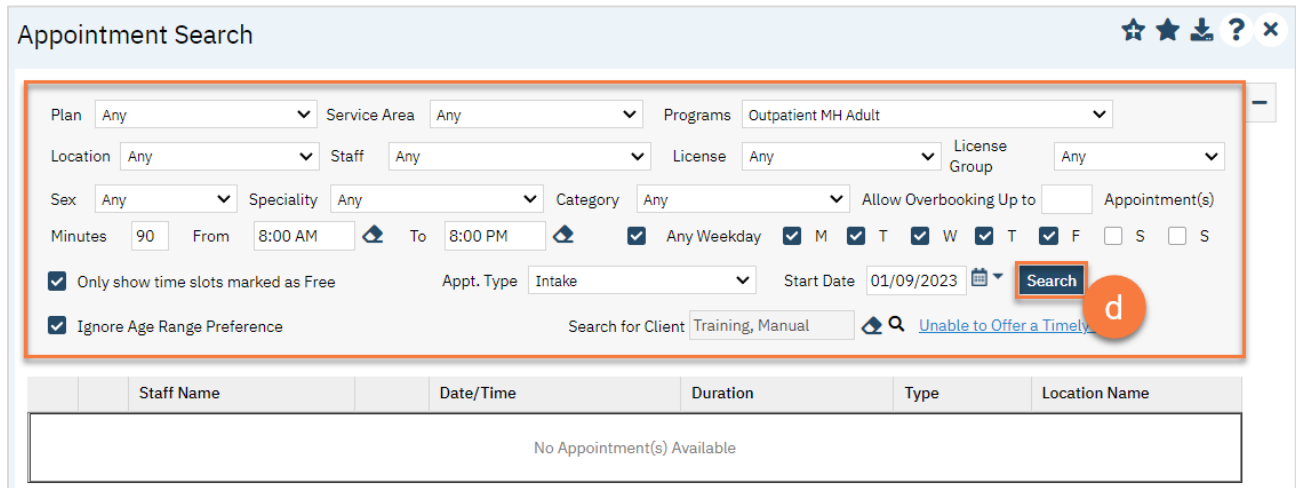 Appointment Search
Plan Any Service Area Any Programs Outpatient MH Adult
Location Any Staff Any License Any License Group Any
Sex Any Speciality Any Category Any Allow Overbooking Up to Appointment(s)
Minutes 90 From 8:00 AM To 8:00 PM Any Weekday M T W T F S S
Only show time slots marked as Free Appt. Type Intake Start Date 01/09/2023 Search
d
Ignore Age Range Preference Search for Client Training, Manual Unable to Offer a Timely
Staff Name Date/Time Duration Type Location Name
No Appointment(s) Available